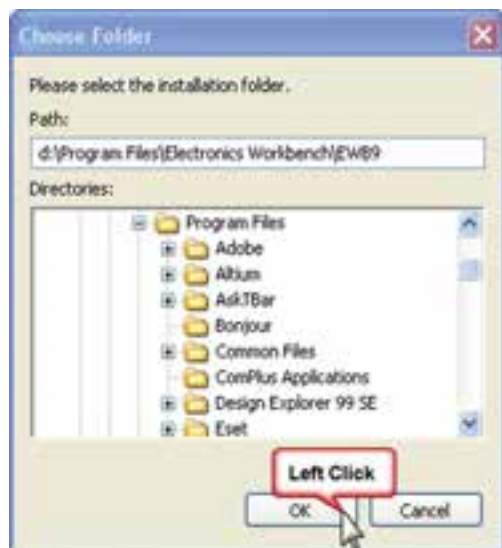 Choose Folder
Please select the installation folder.
Path:
d:\Program Files\Electronics Workbench\EWB9
Directories:
Program Files
Adobe
Altium
AskTBar
Bonjour
Common Files
ComPlus Applications
Design Explorer 99 SE
Eset
Left Click
OK
Cancel